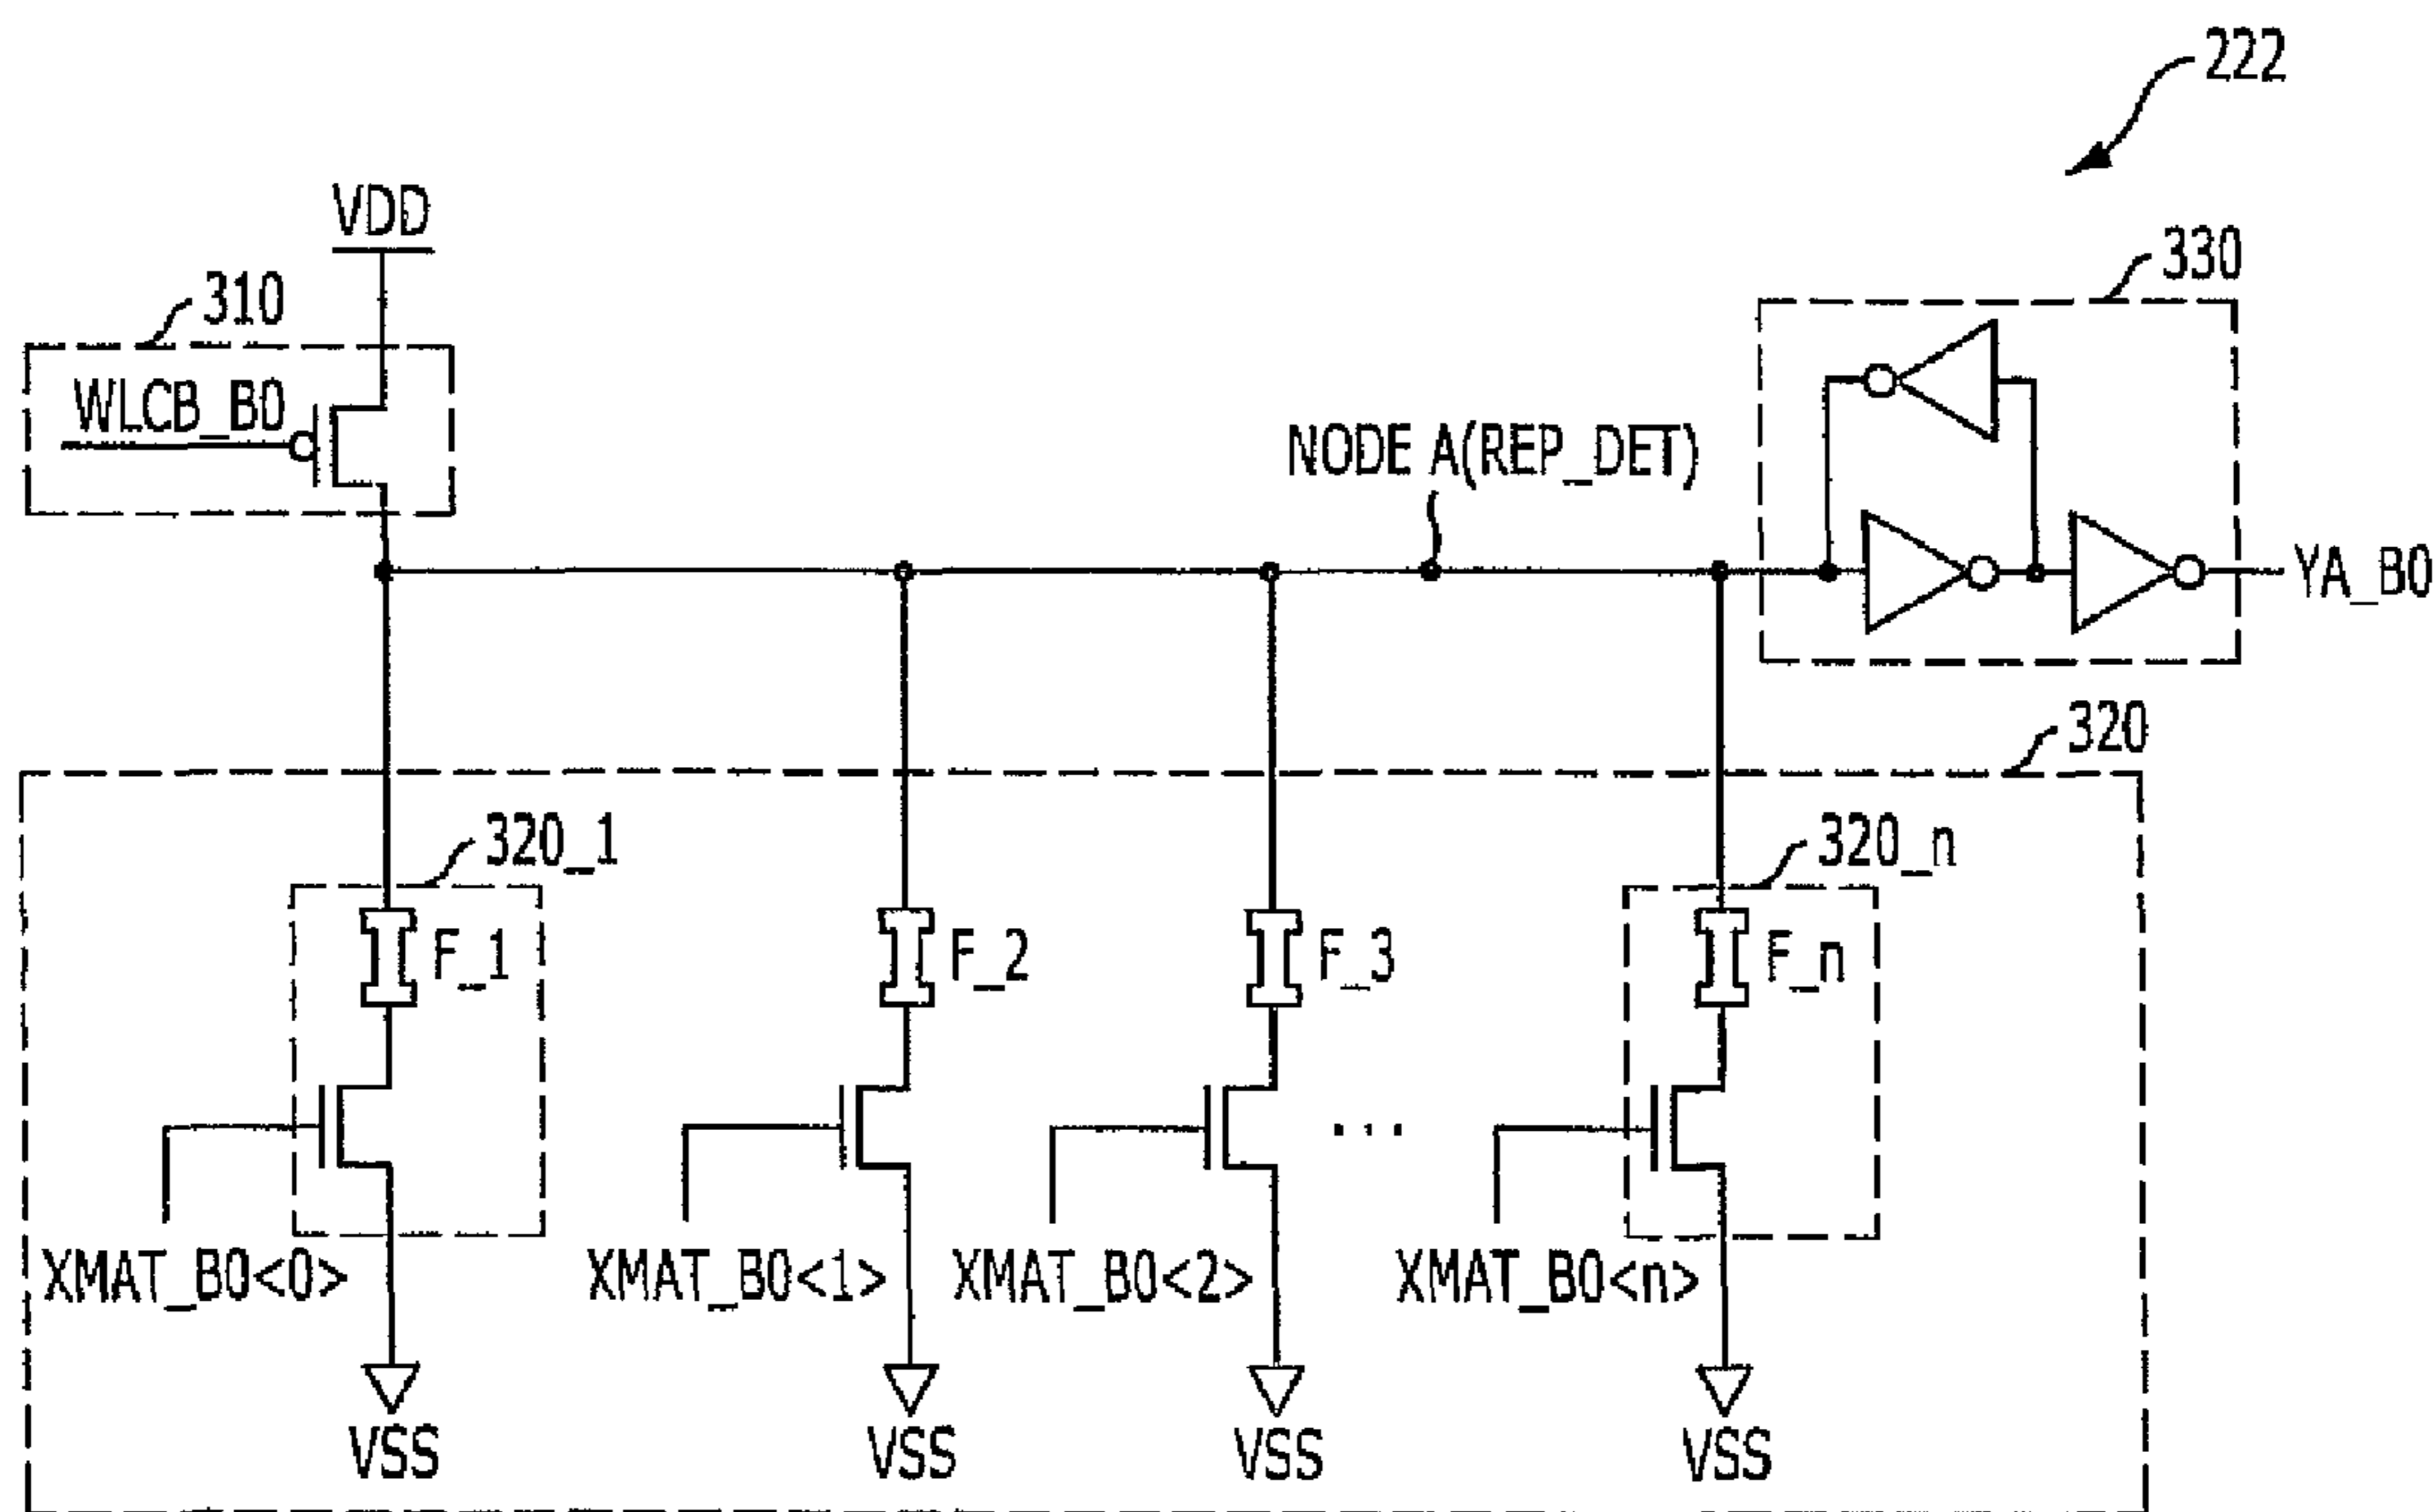 222
VDD
330
310
WLCB_B0
NODE A(REP_DET)
YA_B0
320
320_1
320_n
F_1
F_2
F_3
F_n
...
XMAT_B0<0>
XMAT_B0<1>
XMAT_B0<2>
XMAT_B0<n>
VSS
VSS
VSS
VSS